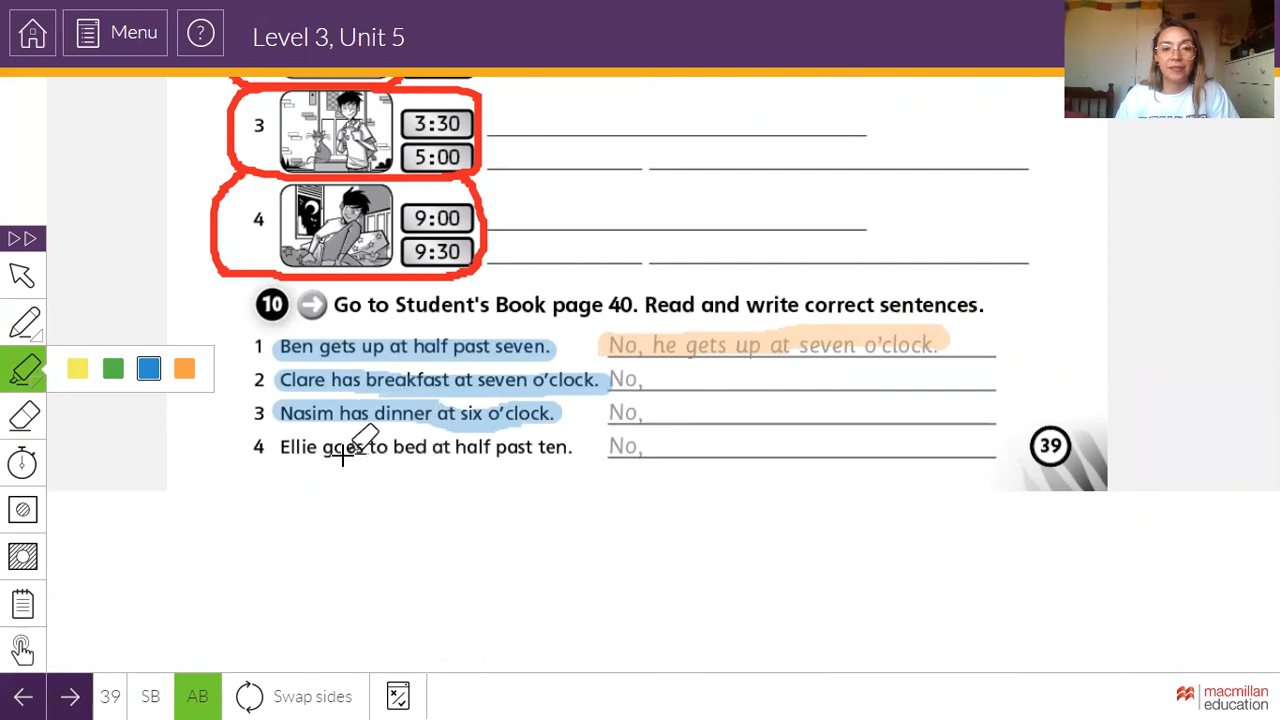 Menu
?
Level 3, Unit 5
3
3:30
5:00
4
9:00
9:30
10 Go to Student's Book page 40. Read and write correct sentences.
1 Ben gets up at half past seven. No, he gets up at seven o'clock.
2 Clare has breakfast at seven o'clock. No,
3 Nasim has dinner at six o'clock. No,
4 Ellie goes to bed at half past ten. No,
39
39 SB AB Swap sides
macmillan
education